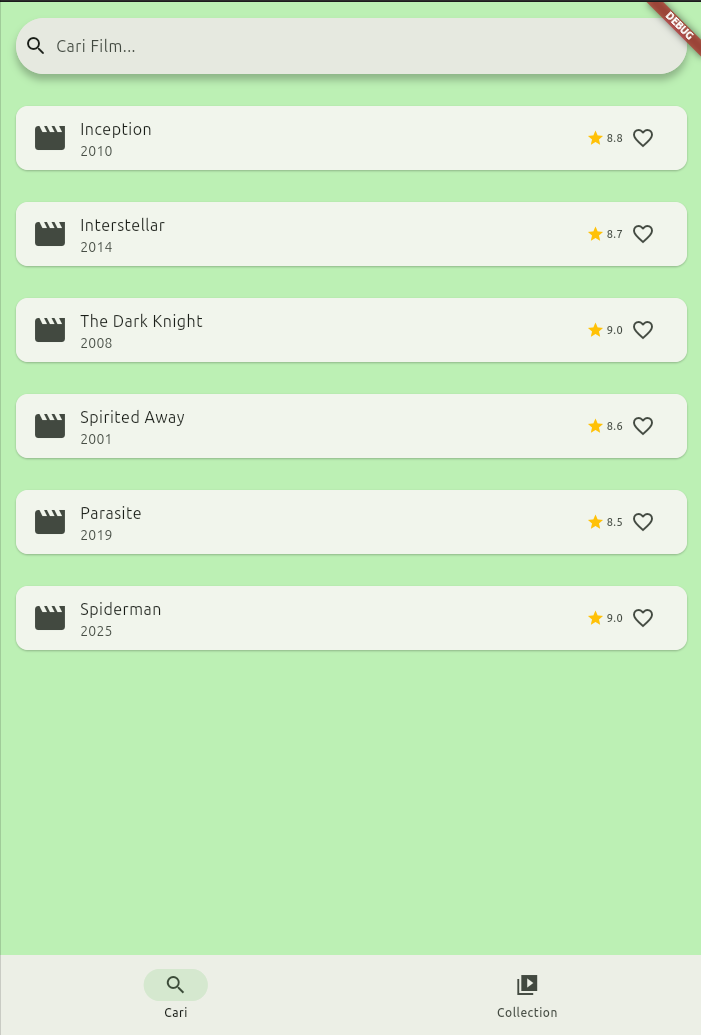 DEBUG
Cari Film...
Inception
2010
8.8
Interstellar
2014
8.7
The Dark Knight
2008
9.0
Spirited Away
2001
8.6
Parasite
2019
8.5
Spiderman
2025
9.0
Cari
Collection